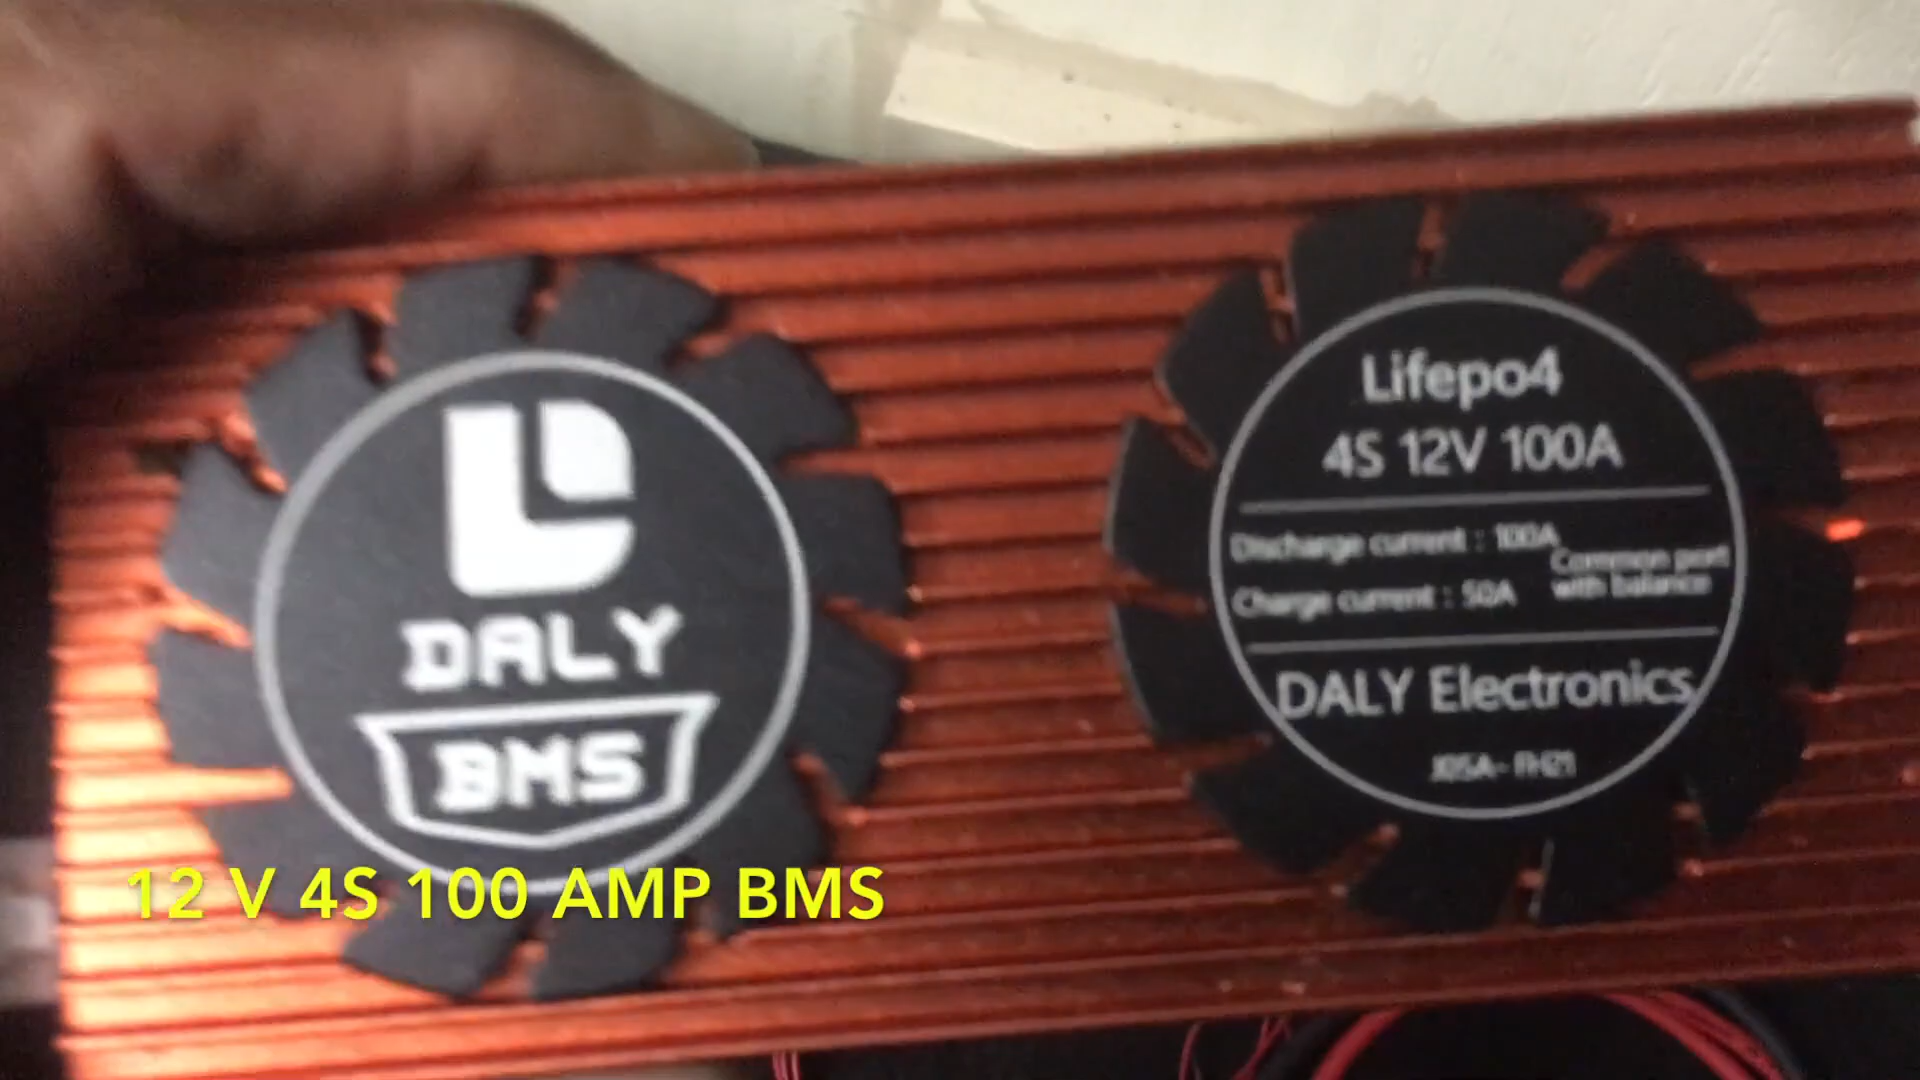 DALY
BMS
Lifepo4
4S 12V 100A
Discharge current : 100A
Charge current : 50A
Common port
with balance
DALY Electronics
12 V 4S 100 AMP BMS